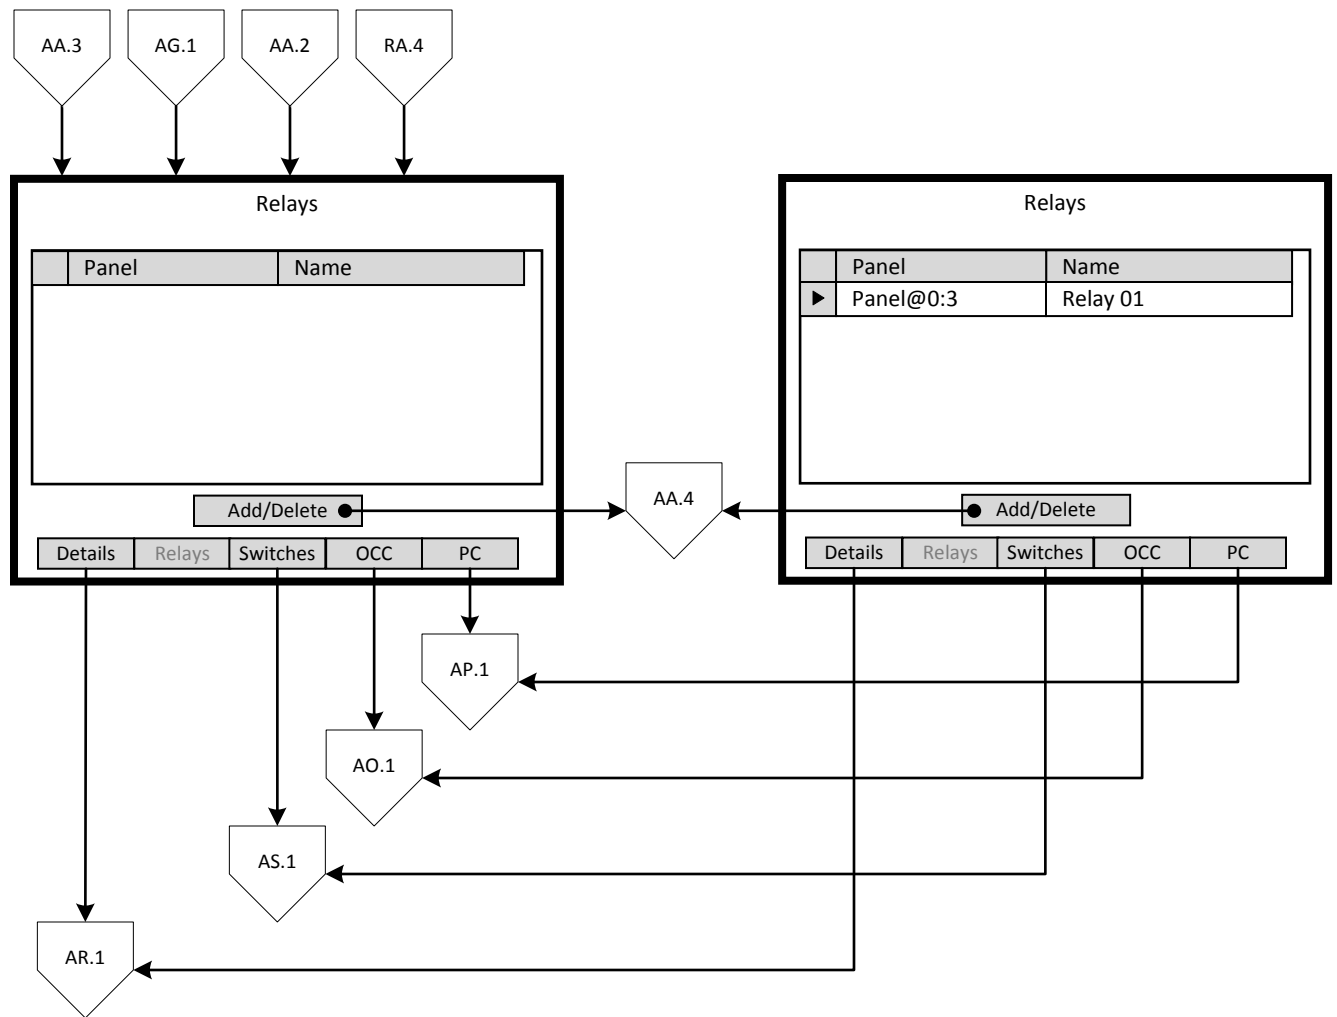 AA.3 AG.1 AA.2 RA.4
Relays
Panel Name
Add/Delete
Details Relays Switches OCC PC
Relays
Panel Name
Panel@0:3 Relay 01
Add/Delete
Details Relays Switches OCC PC
AA.4
AP.1
AO.1
AS.1
AR.1